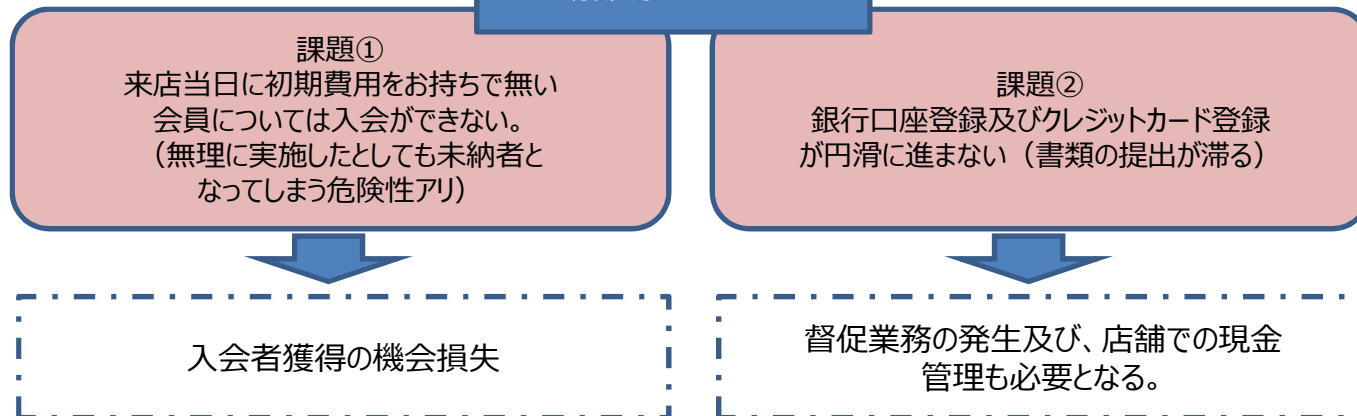 課題①
来店当日に初期費用をお持ちで無い
会員については入会ができない。
（無理に実施したとしても未納者と
なってしまう危険性アリ）
課題②
銀行口座登録及びクレジットカード登録
が円滑に進まない（書類の提出が滞る）
入会者獲得の機会損失
督促業務の発生及び、店舗での現金
管理も必要となる。